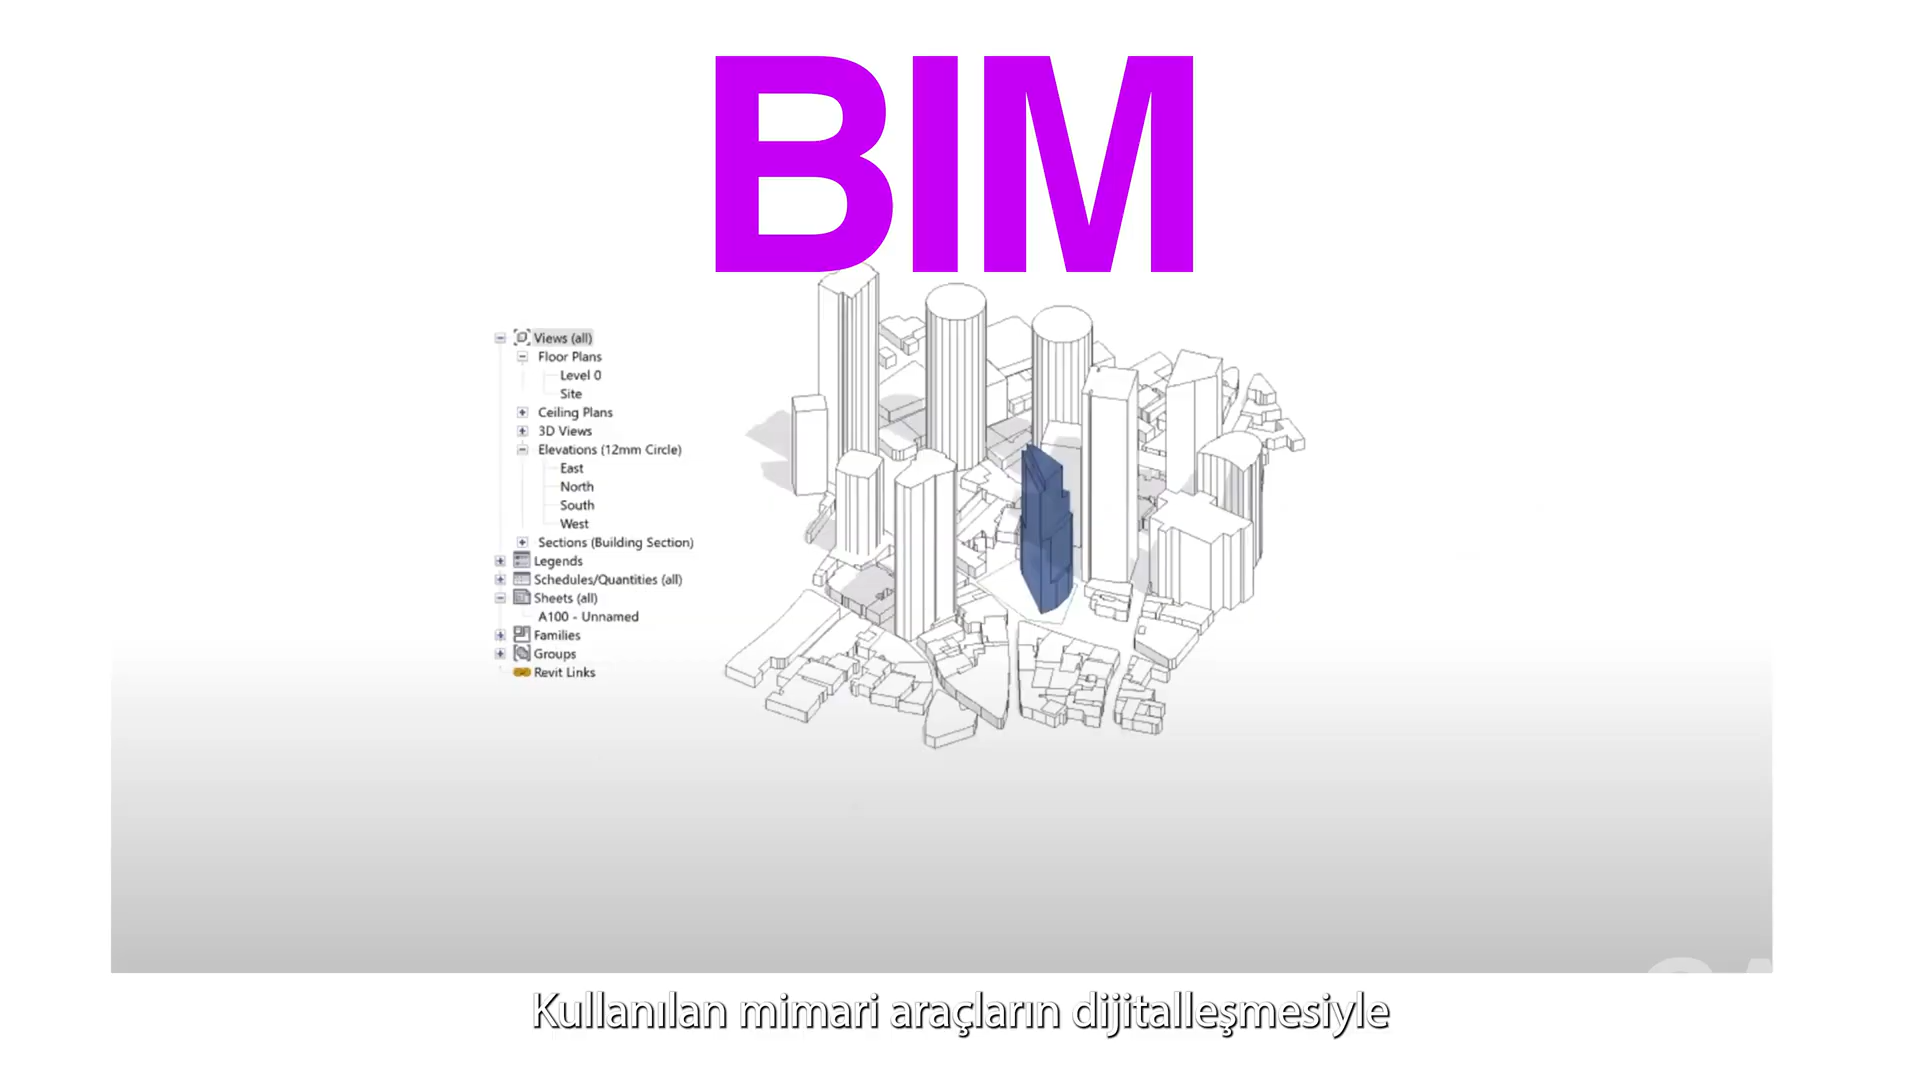 BIM
Views (all)
Floor Plans
Level 0
Site
Ceiling Plans
3D Views
Elevations (12mm Circle)
East
North
South
West
Sections (Building Section)
Legends
Schedules/Quantities (all)
Sheets (all)
A100 - Unnamed
Families
Groups
Revit Links
Kullanılan mimari araçların dijitalleşmesiyle